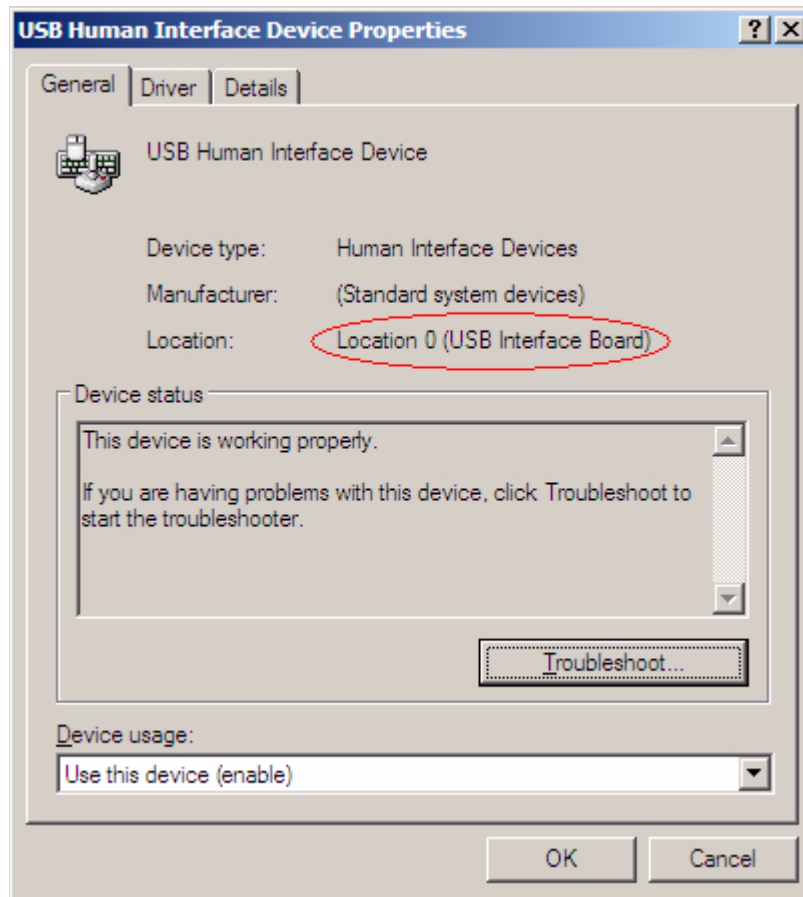 USB Human Interface Device Properties
General Driver Details
USB Human Interface Device
Device type: Human Interface Devices
Manufacturer: (Standard system devices)
Location: Location 0 (USB Interface Board)
Device status
This device is working properly.
If you are having problems with this device, click Troubleshoot to
start the troubleshooter.
Troubleshoot...
Device usage:
Use this device (enable)
OK Cancel